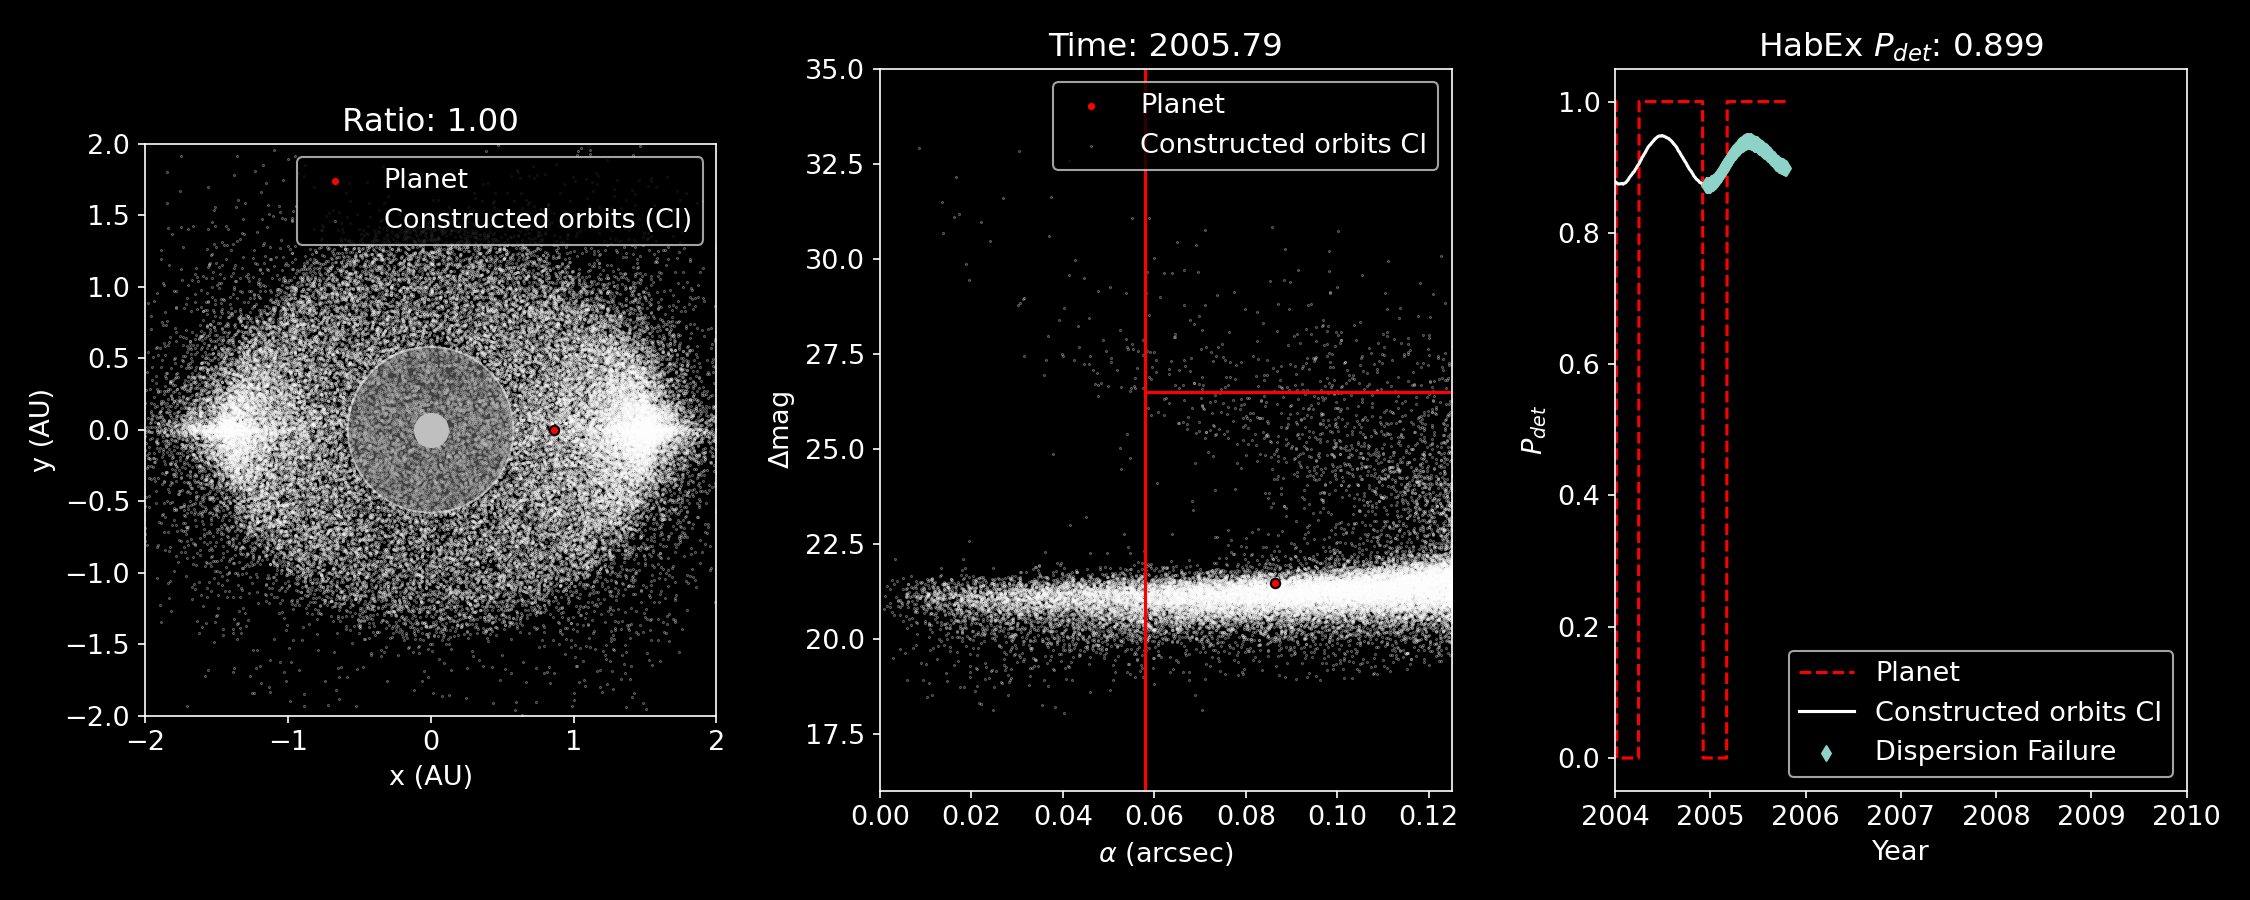 Ratio: 1.00
Planet
Constructed orbits (CI)
2.0
1.5
1.0
0.5
0.0
−0.5
−1.0
−1.5
−2.0
y (AU)
−2 −1 0 1 2
x (AU)
Time: 2005.79
Planet
Constructed orbits CI
35.0
32.5
30.0
27.5
25.0
22.5
20.0
17.5
Δmag
0.00 0.02 0.04 0.06 0.08 0.10 0.12
α (arcsec)
HabEx P_det: 0.899
1.0
0.8
0.6
0.4
0.2
0.0
P_det
Planet
Constructed orbits CI
Dispersion Failure
2004 2005 2006 2007 2008 2009 2010
Year